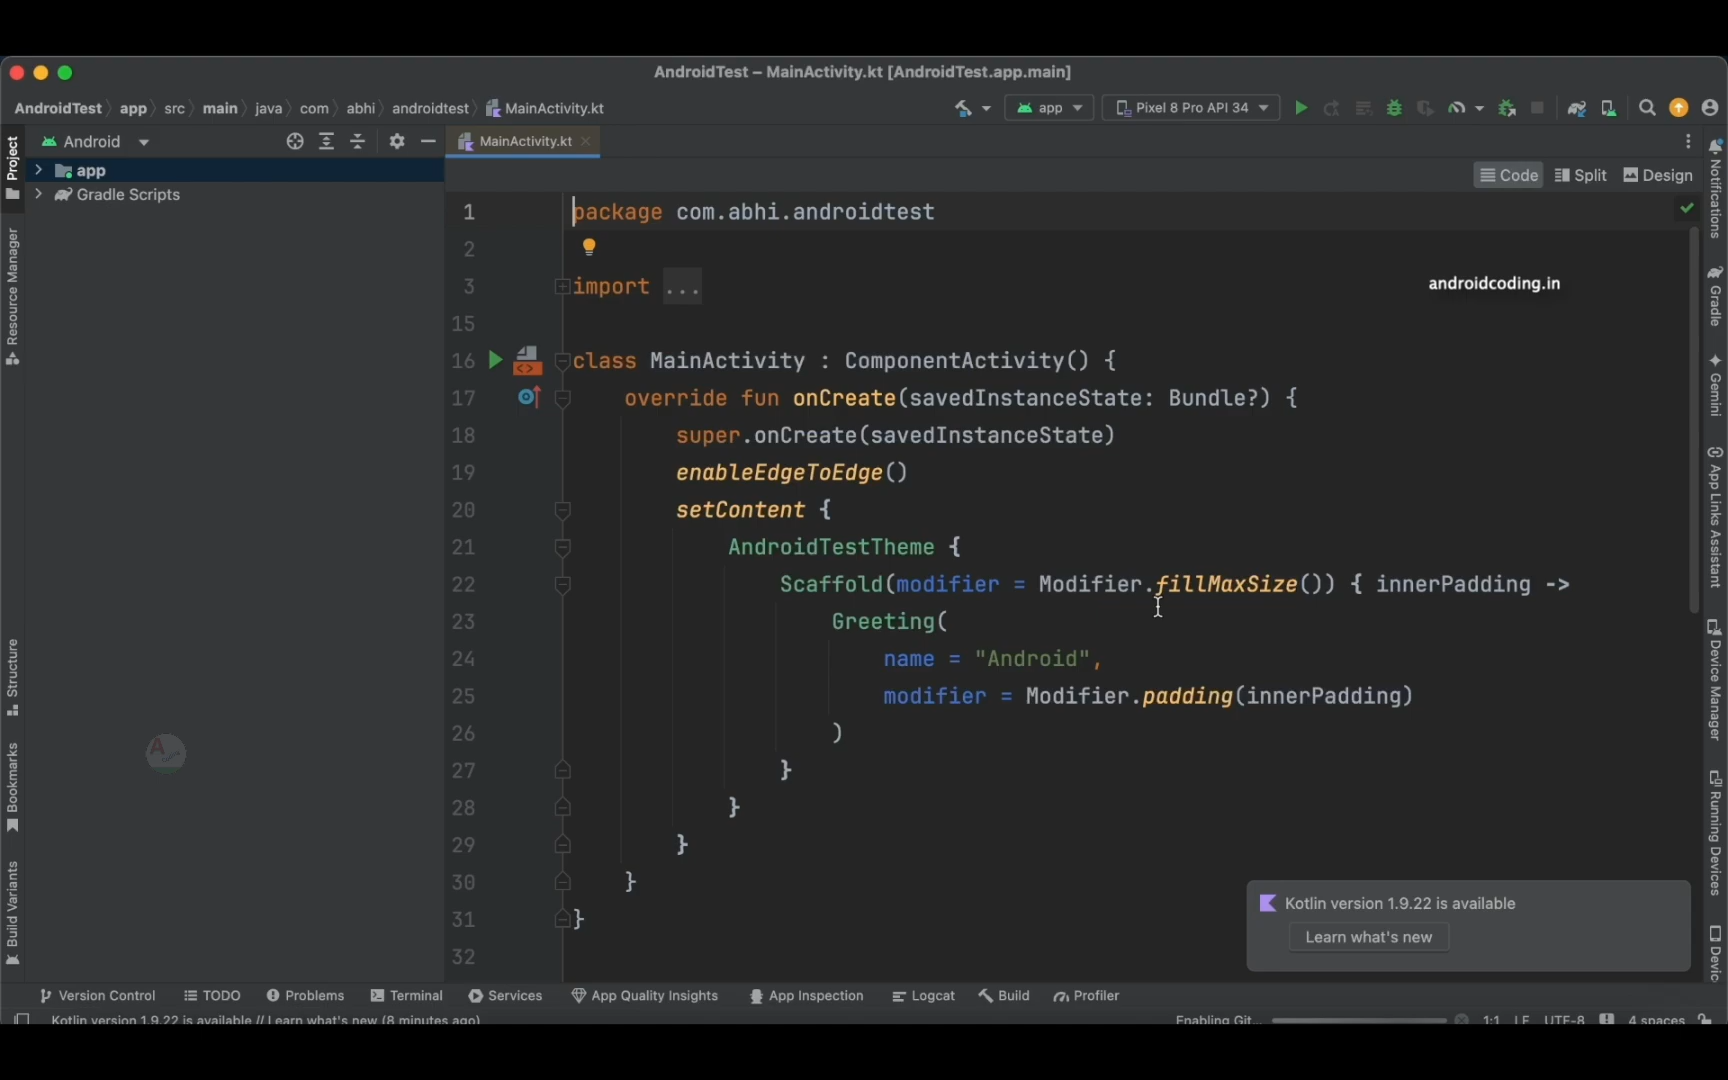 AndroidTest – MainActivity.kt [AndroidTest.app.main]
AndroidTest app src main java com abhi androidtest MainActivity.kt
app Pixel 8 Pro API 34
Project
Android
MainActivity.kt
app
Gradle Scripts
Code Split Design
Resource Manager
Structure
Bookmarks
Build Variants
androidcoding.in
1 package com.abhi.androidtest
2
3 import ...
15
16 class MainActivity : ComponentActivity() {
17 override fun onCreate(savedInstanceState: Bundle?) {
18 super.onCreate(savedInstanceState)
19 enableEdgeToEdge()
20 setContent {
21 AndroidTestTheme {
22 Scaffold(modifier = Modifier.fillMaxSize()) { innerPadding ->
23 Greeting(
24 name = "Android",
25 modifier = Modifier.padding(innerPadding)
26 )
27 }
28 }
29 }
30 }
31 }
32
Notifications
Gradle
Gemini
App Links Assistant
Device Manager
Running Devices
Devic
Kotlin version 1.9.22 is available
Learn what's new
Version Control TODO Problems Terminal Services App Quality Insights App Inspection Logcat Build Profiler
Kotlin version 1.9.22 is available // Learn what's new (8 minutes ago) Enabling Git... 1:1 LF UTF-8 4 spaces